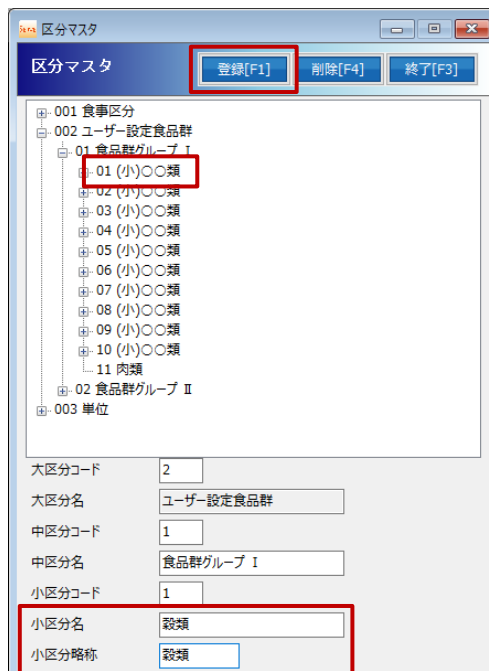 区分マスタ
区分マスタ 登録[F1] 削除[F4] 終了[F3]
001 食事区分
002 ユーザー設定食品群
01 食品群グループ Ⅰ
01 (小)○○類
02 (小)○○類
03 (小)○○類
04 (小)○○類
05 (小)○○類
06 (小)○○類
07 (小)○○類
08 (小)○○類
09 (小)○○類
10 (小)○○類
11 肉類
02 食品群グループ Ⅱ
003 単位
大区分コード 2
大区分名 ユーザー設定食品群
中区分コード 1
中区分名 食品群グループ Ⅰ
小区分コード 1
小区分名 穀類
小区分略称 穀類